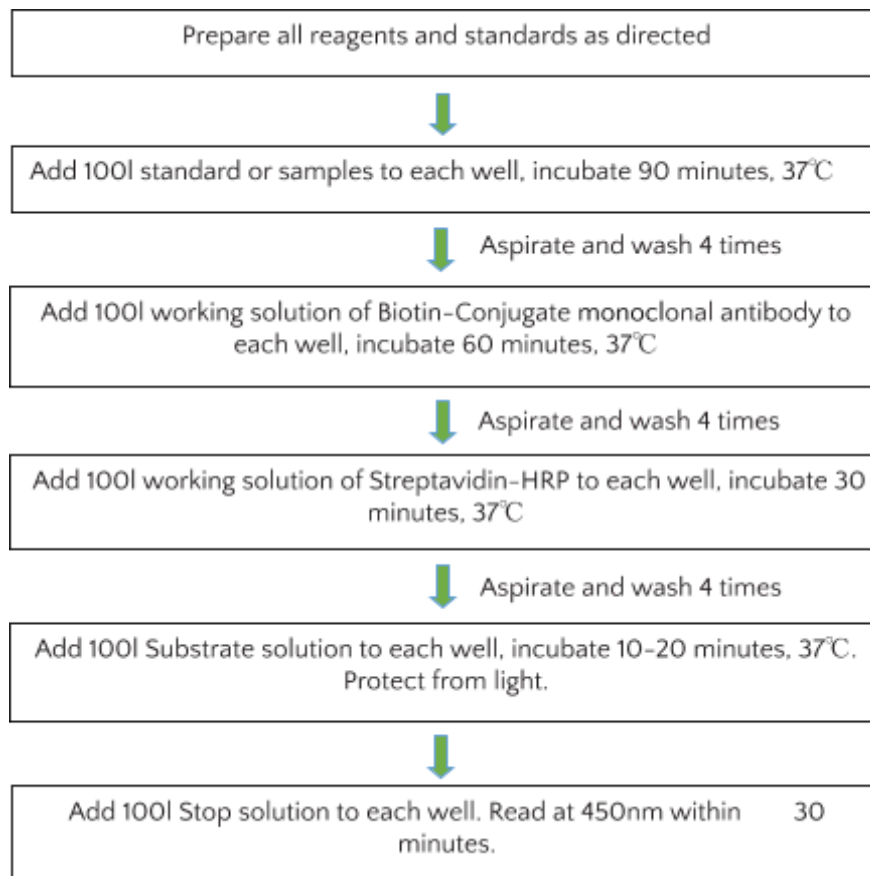 Prepare all reagents and standards as directed
Add 100l standard or samples to each well, incubate 90 minutes, 37℃
Aspirate and wash 4 times
Add 100l working solution of Biotin-Conjugate monoclonal antibody to
each well, incubate 60 minutes, 37℃
Aspirate and wash 4 times
Add 100l working solution of Streptavidin-HRP to each well, incubate 30
minutes, 37℃
Aspirate and wash 4 times
Add 100l Substrate solution to each well, incubate 10-20 minutes, 37℃.
Protect from light.
Add 100l Stop solution to each well. Read at 450nm within 30
minutes.